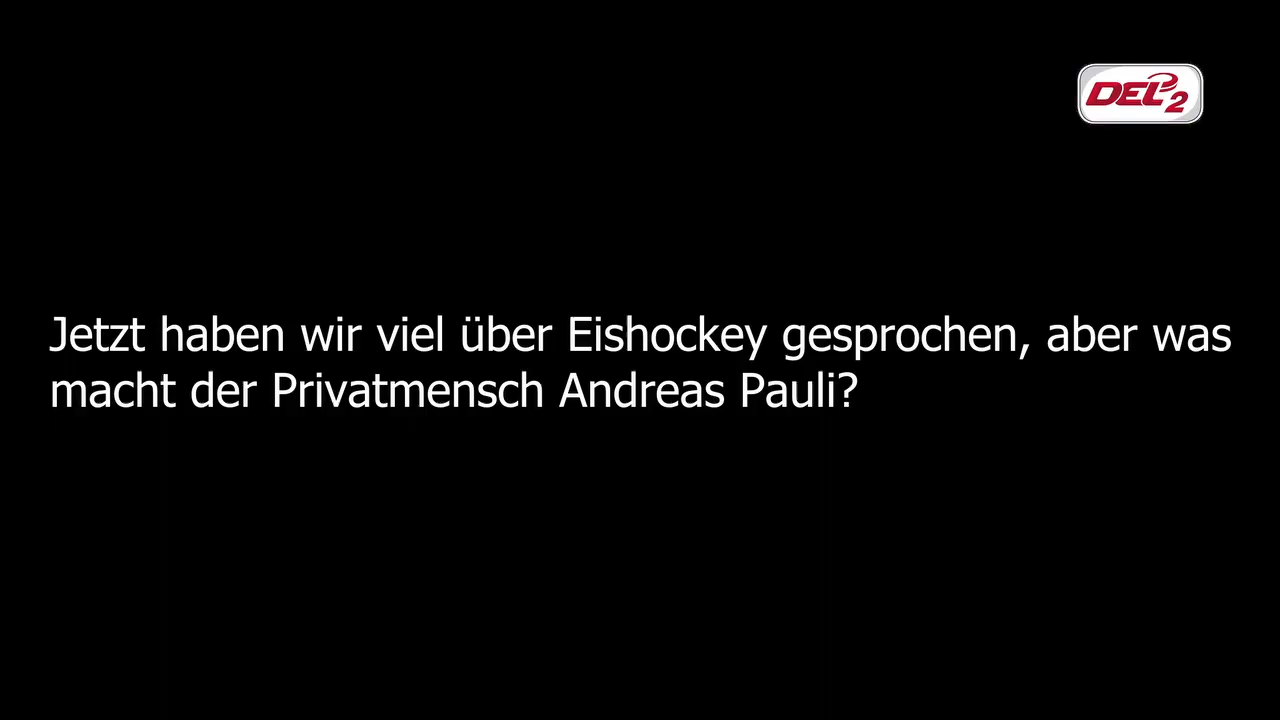 DEL2
Jetzt haben wir viel über Eishockey gesprochen, aber was
macht der Privatmensch Andreas Pauli?